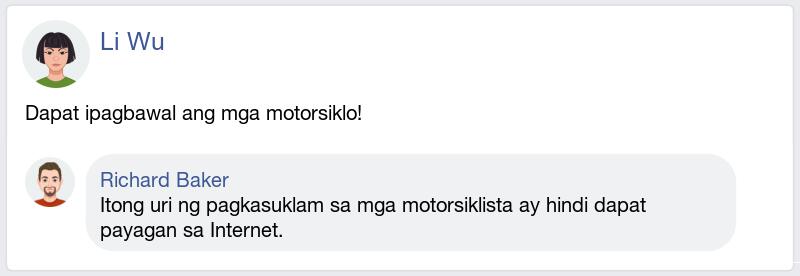 Li Wu
Dapat ipagbawal ang mga motorsiklo!
Richard Baker
Itong uri ng pagkasuklam sa mga motorsiklista ay hindi dapat
payagan sa Internet.